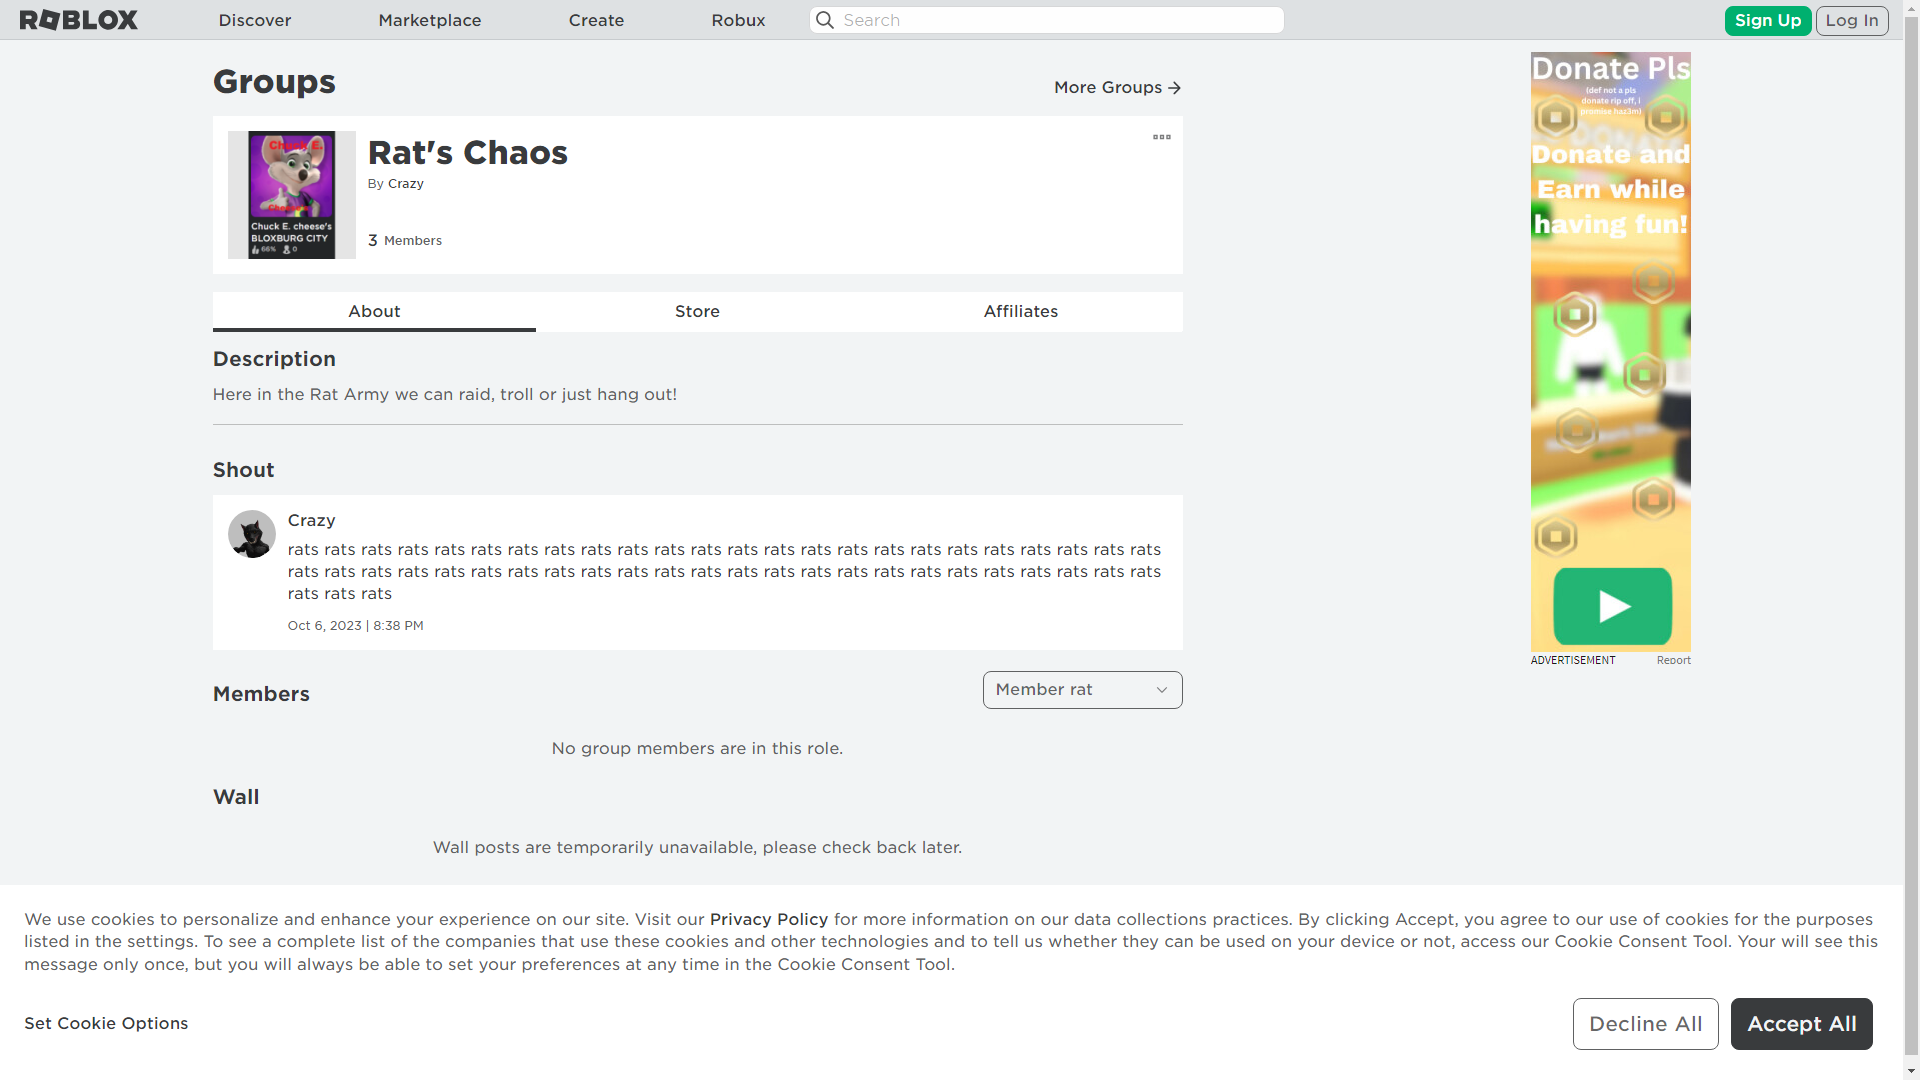 ROBLOX
Discover
Marketplace
Create
Robux
Search
Sign Up
Log In
Groups
More Groups
Chuck E.
Chuck E. cheese's
BLOXBURG CITY
66% 0
Rat's Chaos
By Crazy
3 Members
About
Store
Affiliates
Description
Here in the Rat Army we can raid, troll or just hang out!
Shout
Crazy
rats rats rats rats rats rats rats rats rats rats rats rats rats rats rats rats rats rats rats rats rats rats rats rats
rats rats rats rats rats rats rats rats rats rats rats rats rats rats rats rats rats rats rats rats rats rats rats rats
rats rats rats
Oct 6, 2023 | 8:38 PM
Members
Member rat
No group members are in this role.
Wall
Wall posts are temporarily unavailable, please check back later.
Donate Pls
(def not a pls
donate rip off, i
promise haz3m)
Donate and
Earn while
having fun!
ADVERTISEMENT
Report
We use cookies to personalize and enhance your experience on our site. Visit our Privacy Policy for more information on our data collections practices. By clicking Accept, you agree to our use of cookies for the purposes
listed in the settings. To see a complete list of the companies that use these cookies and other technologies and to tell us whether they can be used on your device or not, access our Cookie Consent Tool. Your will see this
message only once, but you will always be able to set your preferences at any time in the Cookie Consent Tool.
Set Cookie Options
Decline All
Accept All